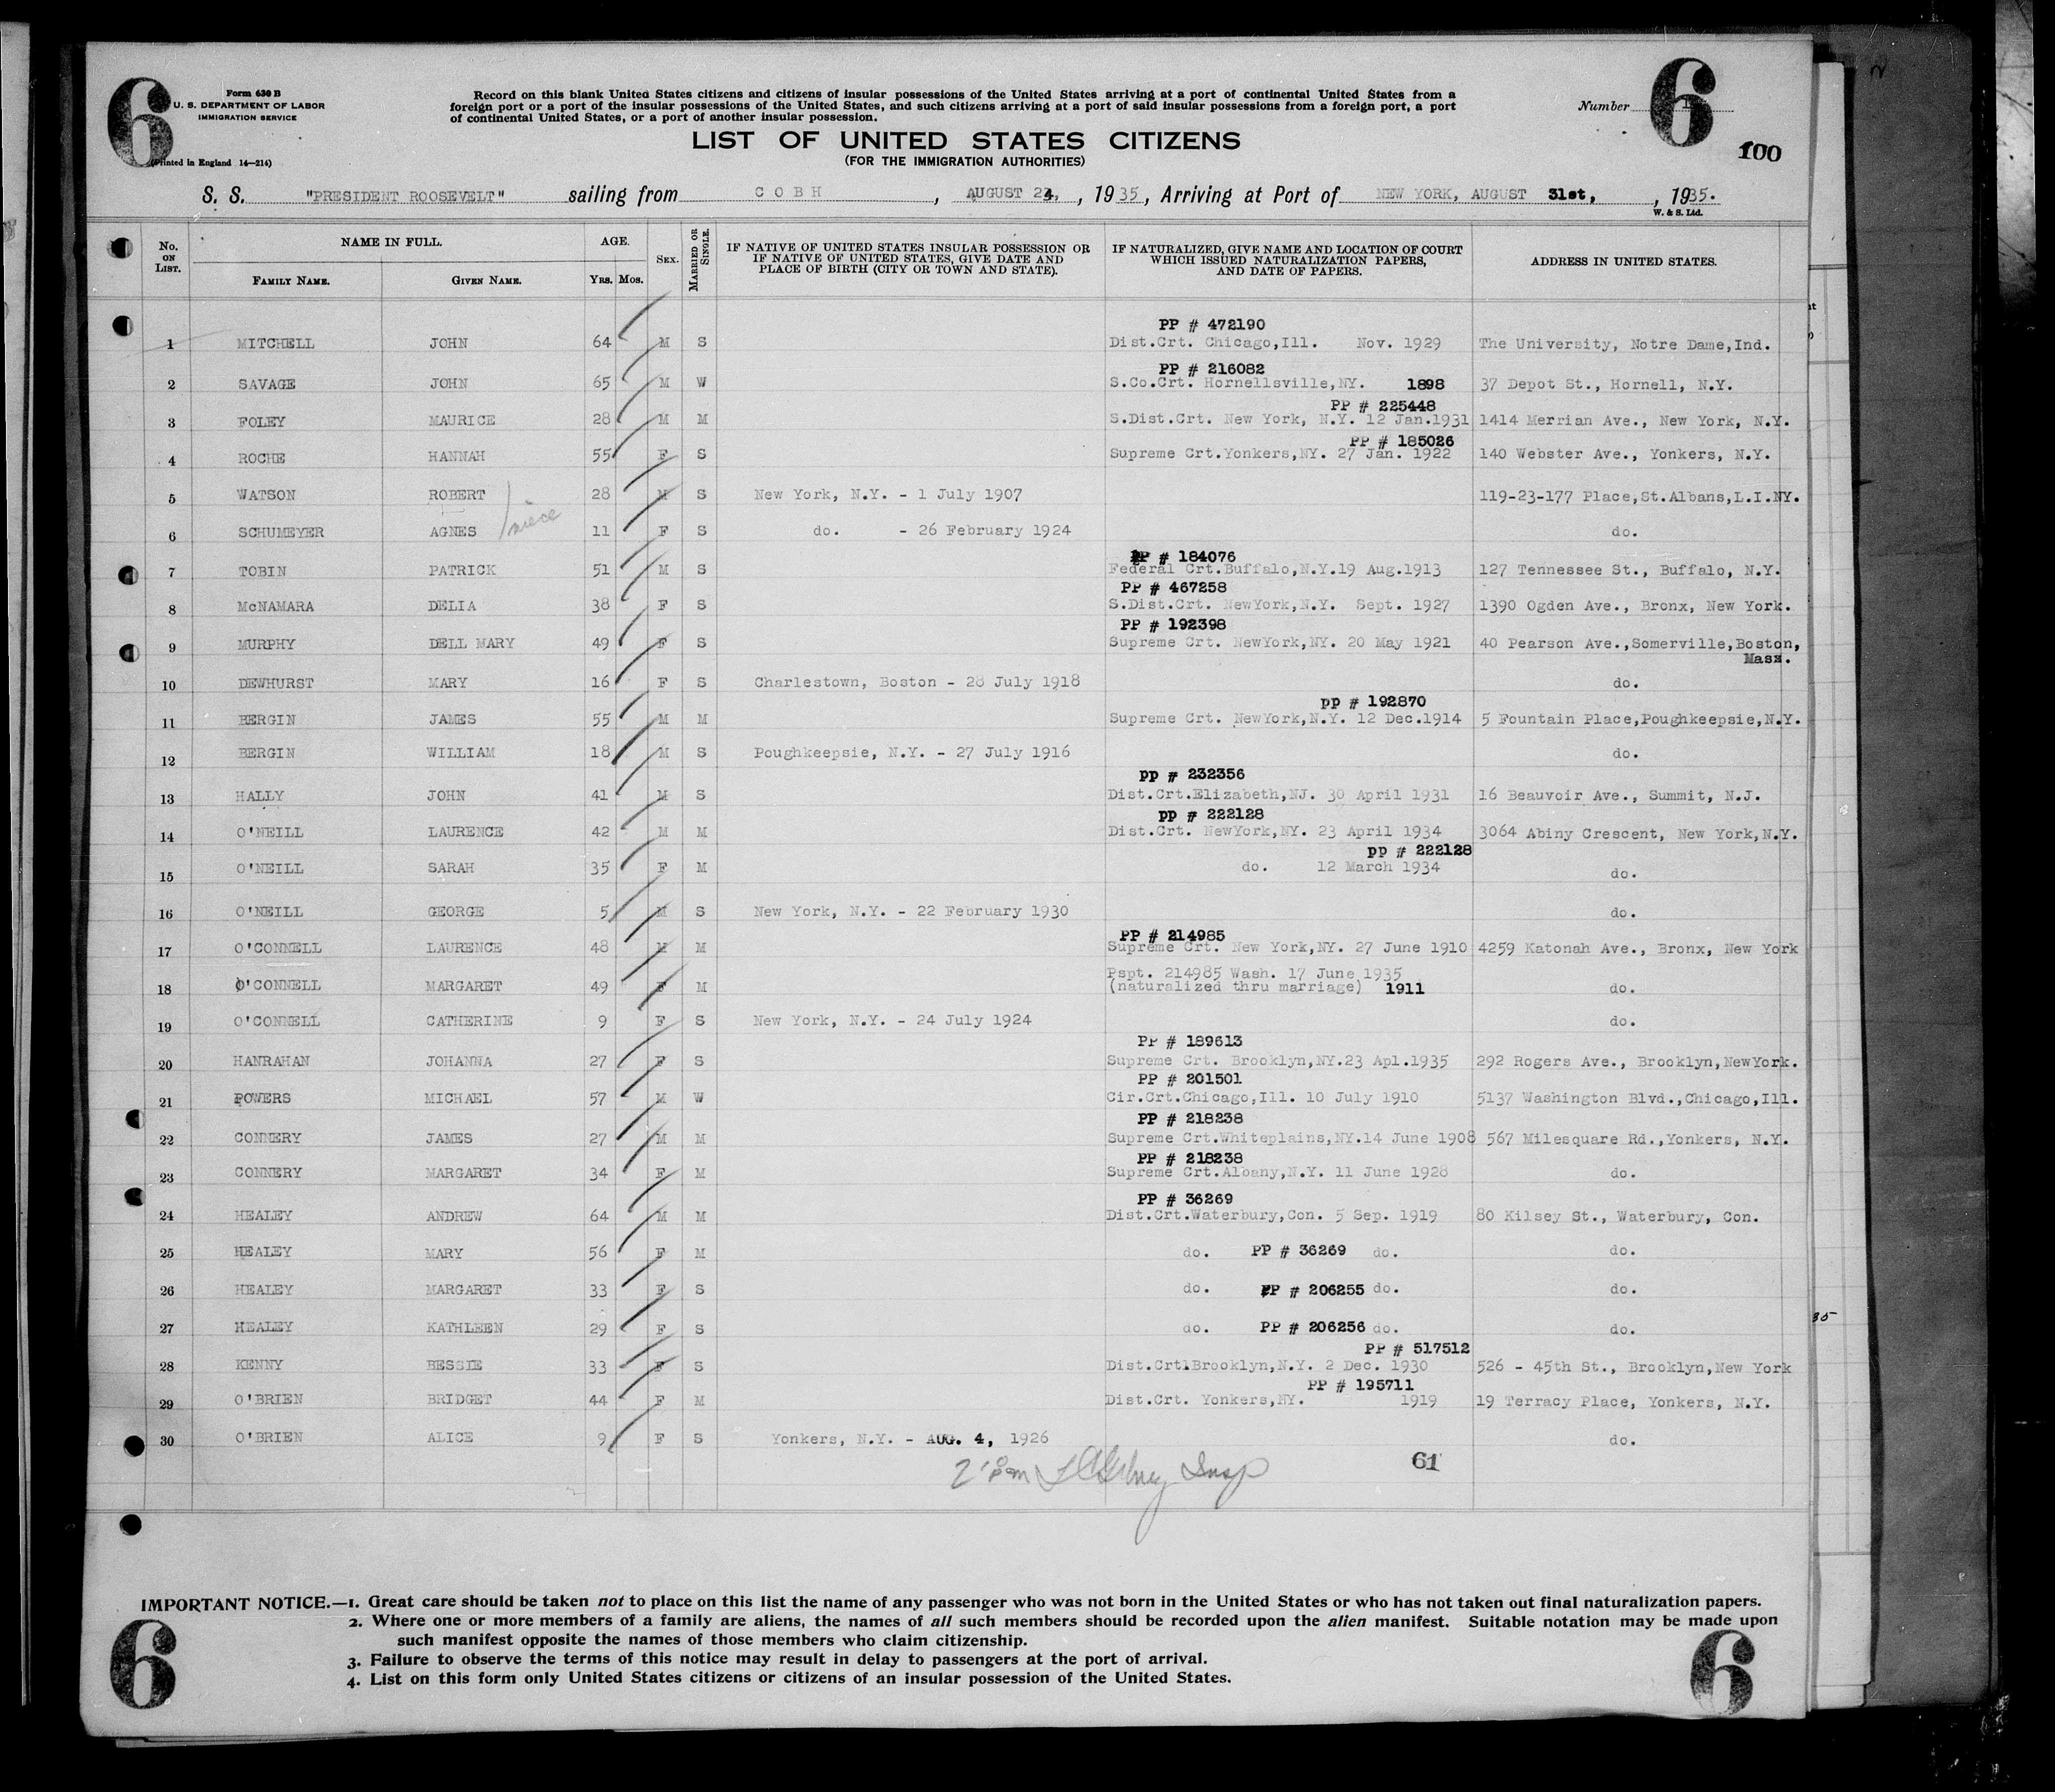 6
Form 630 B
U. S. DEPARTMENT OF LABOR
IMMIGRATION SERVICE
(Printed in England 14—214)
Record on this blank United States citizens and citizens of insular possessions of the United States arriving at a port of continental United States from a
foreign port or a port of the insular possessions of the United States, and such citizens arriving at a port of said insular possessions from a foreign port, a port
of continental United States, or a port of another insular possession.
Number 6
100
LIST OF UNITED STATES CITIZENS
(FOR THE IMMIGRATION AUTHORITIES)
S. S. "PRESIDENT ROOSEVELT" sailing from COBH, AUGUST 24, 1935, Arriving at Port of NEW YORK, AUGUST 31st, , 1935.
W. & S. Ltd.
No. ON LIST. NAME IN FULL. FAMILY NAME. GIVEN NAME. AGE. YRS. MOS. SEX. MARRIED OR SINGLE. IF NATIVE OF UNITED STATES INSULAR POSSESSION OR IF NATIVE OF UNITED STATES, GIVE DATE AND PLACE OF BIRTH (CITY OR TOWN AND STATE). IF NATURALIZED, GIVE NAME AND LOCATION OF COURT WHICH ISSUED NATURALIZATION PAPERS, AND DATE OF PAPERS. ADDRESS IN UNITED STATES.
PP # 472190
1 MITCHELL JOHN 64 M S Dist.Crt. Chicago,Ill. Nov. 1929 The University, Notre Dame,Ind.
PP # 216082
2 SAVAGE JOHN 65 M W S.Co.Crt. Hornellsville,NY. 1898 37 Depot St., Hornell, N.Y.
PP # 225448
3 FOLEY MAURICE 28 M M S.Dist.Crt. New York, N.Y. 12 Jan.1931 1414 Merrian Ave., New York, N.Y.
PP # 185026
4 ROCHE HANNAH 55 F S Supreme Crt.Yonkers,NY. 27 Jan. 1922 140 Webster Ave., Yonkers, N.Y.
5 WATSON ROBERT 28 M S New York, N.Y. - 1 July 1907 119-23-177 Place,St.Albans,L.I.NY.
niece
6 SCHUMEYER AGNES 11 F S do. - 26 February 1924 do.
PP # 184076
7 TOBIN PATRICK 51 M S Federal Crt.Buffalo,N.Y.19 Aug.1913 127 Tennessee St., Buffalo, N.Y.
PP # 467258
8 McNAMARA DELIA 38 F S S.Dist.Crt. NewYork,N.Y. Sept. 1927 1390 Ogden Ave., Bronx, New York.
PP # 192398
9 MURPHY DELL MARY 49 F S Supreme Crt. NewYork,NY. 20 May 1921 40 Pearson Ave.,Somerville,Boston,
Mass.
10 DEWHURST MARY 16 F S Charlestown, Boston - 28 July 1918 do.
pp # 192870
11 BERGIN JAMES 55 M M Supreme Crt. NewYork,N.Y. 12 Dec.1914 5 Fountain Place,Poughkeepsie,N.Y.
12 BERGIN WILLIAM 18 M S Poughkeepsie, N.Y. - 27 July 1916 do.
pp # 232356
13 HALLY JOHN 41 M S Dist.Crt.Elizabeth,NJ. 30 April 1931 16 Beauvoir Ave., Summit, N.J.
pp # 222128
14 O'NEILL LAURENCE 42 M M Dist.Crt. NewYork,NY. 23 April 1934 3064 Abiny Crescent, New York,N.Y.
pp # 222128
15 O'NEILL SARAH 35 F M do. 12 March 1934 do.
16 O'NEILL GEORGE 5 M S New York, N.Y. - 22 February 1930 do.
PP # 214985
17 O'CONNELL LAURENCE 48 M M Supreme Crt. New York,NY. 27 June 1910 4259 Katonah Ave., Bronx, New York
Pspt. 214985 Wash. 17 June 1935
18 O'CONNELL MARGARET 49 F M (naturalized thru marriage) 1911 do.
19 O'CONNELL CATHERINE 9 F S New York, N.Y. - 24 July 1924 do.
PP # 189613
20 HANRAHAN JOHANNA 27 F S Supreme Crt. Brooklyn,NY.23 Apl.1935 292 Rogers Ave., Brooklyn,NewYork.
PP # 201501
21 POWERS MICHAEL 57 M W Cir.Crt.Chicago,Ill. 10 July 1910 5137 Washington Blvd.,Chicago,Ill.
PP # 218238
22 CONNERY JAMES 27 M M Supreme Crt.Whiteplains,NY.14 June 1908 567 Milesquare Rd.,Yonkers, N.Y.
PP # 218238
23 CONNERY MARGARET 34 F M Supreme Crt.Albany,N.Y. 11 June 1928 do.
PP # 36269
24 HEALEY ANDREW 64 M M Dist.Crt.Waterbury,Con. 5 Sep. 1919 80 Kilsey St., Waterbury, Con.
25 HEALEY MARY 56 F M do. PP # 36269 do. do.
26 HEALEY MARGARET 33 F S do. PP # 206255 do. do.
27 HEALEY KATHLEEN 29 F S do. PP # 206256 do. do.
PP # 517512
28 KENNY BESSIE 33 F S Dist.Crt1Brooklyn,N.Y. 2 Dec. 1930 526 - 45th St., Brooklyn,New York
PP # 195711
29 O'BRIEN BRIDGET 44 F M Dist.Crt. Yonkers,NY. 1919 19 Terracy Place, Yonkers, N.Y.
30 O'BRIEN ALICE 9 F S Yonkers, N.Y. - AUG. 4, 1926 do.
Insp
61
IMPORTANT NOTICE.—1. Great care should be taken not to place on this list the name of any passenger who was not born in the United States or who has not taken out final naturalization papers.
2. Where one or more members of a family are aliens, the names of all such members should be recorded upon the alien manifest. Suitable notation may be made upon
such manifest opposite the names of those members who claim citizenship.
3. Failure to observe the terms of this notice may result in delay to passengers at the port of arrival.
4. List on this form only United States citizens or citizens of an insular possession of the United States.
6
6